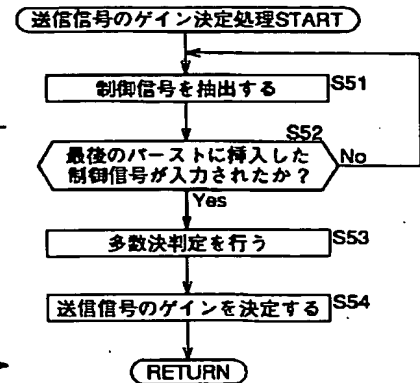 送信信号のゲイン決定処理START
制御信号を抽出する
S51
S52
最後のバーストに挿入した
制御信号が入力されたか?
No
Yes
多数決判定を行う
S53
送信信号のゲインを決定する
S54
RETURN